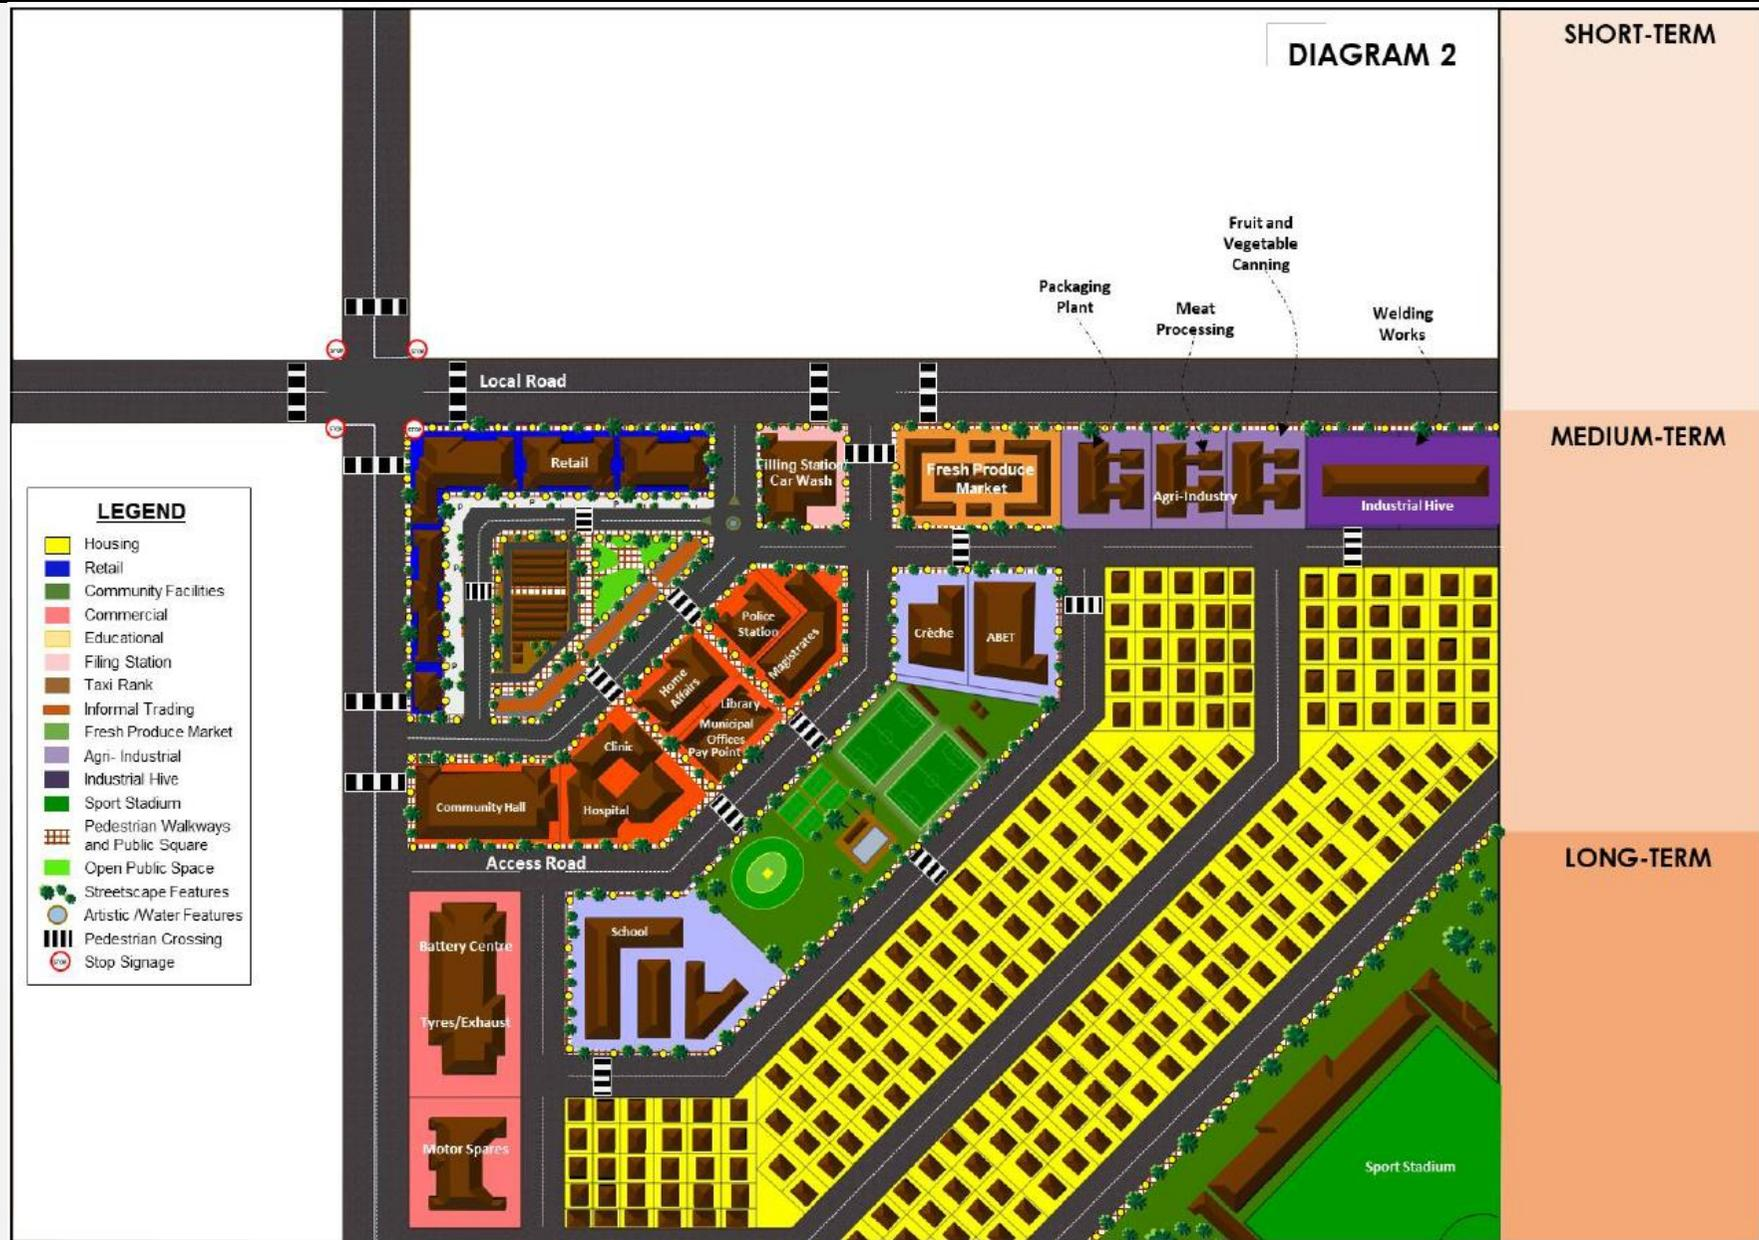 DIAGRAM 2
SHORT-TERM
MEDIUM-TERM
LONG-TERM
Fruit and
Vegetable
Canning
Packaging
Plant
Meat
Processing
Welding
Works
Local Road
Retail
Filling Station
Car Wash
Fresh Produce
Market
Agri-Industry
Industrial Hive
LEGEND
Housing
Retail
Community Facilities
Commercial
Educational
Filing Station
Taxi Rank
Informal Trading
Fresh Produce Market
Agri- Industrial
Industrial Hive
Sport Stadium
Pedestrian Walkways
and Public Square
Open Public Space
Streetscape Features
Artistic /Water Features
Pedestrian Crossing
Stop Signage
Police
Station
Magistrates
Crèche
ABET
Home
Affairs
Library
Municipal
Offices
Pay Point
Clinic
Hospital
Community Hall
Access Road
School
Battery Centre
Tyres/Exhaust
Motor Spares
Sport Stadium